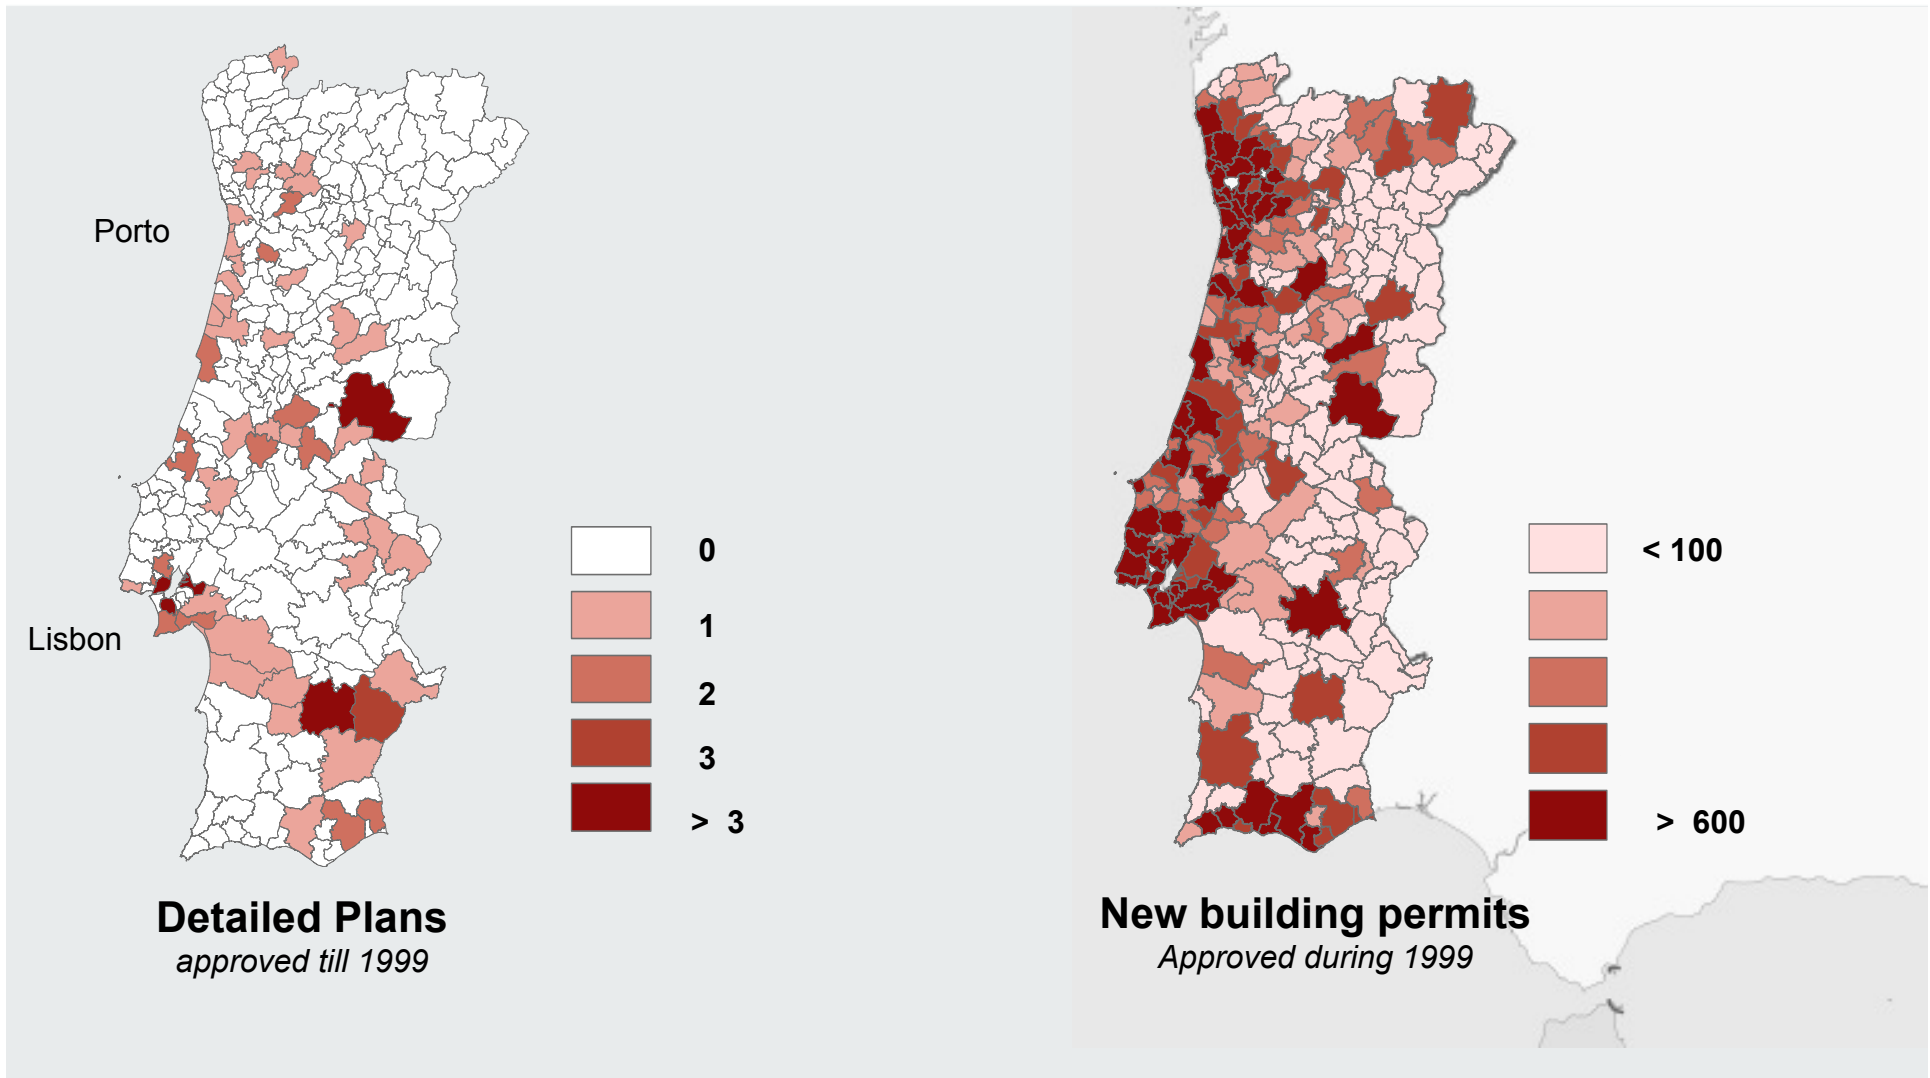 Porto
Lisbon
0
1
2
3
> 3
Detailed Plans
approved till 1999
< 100
> 600
New building permits
Approved during 1999